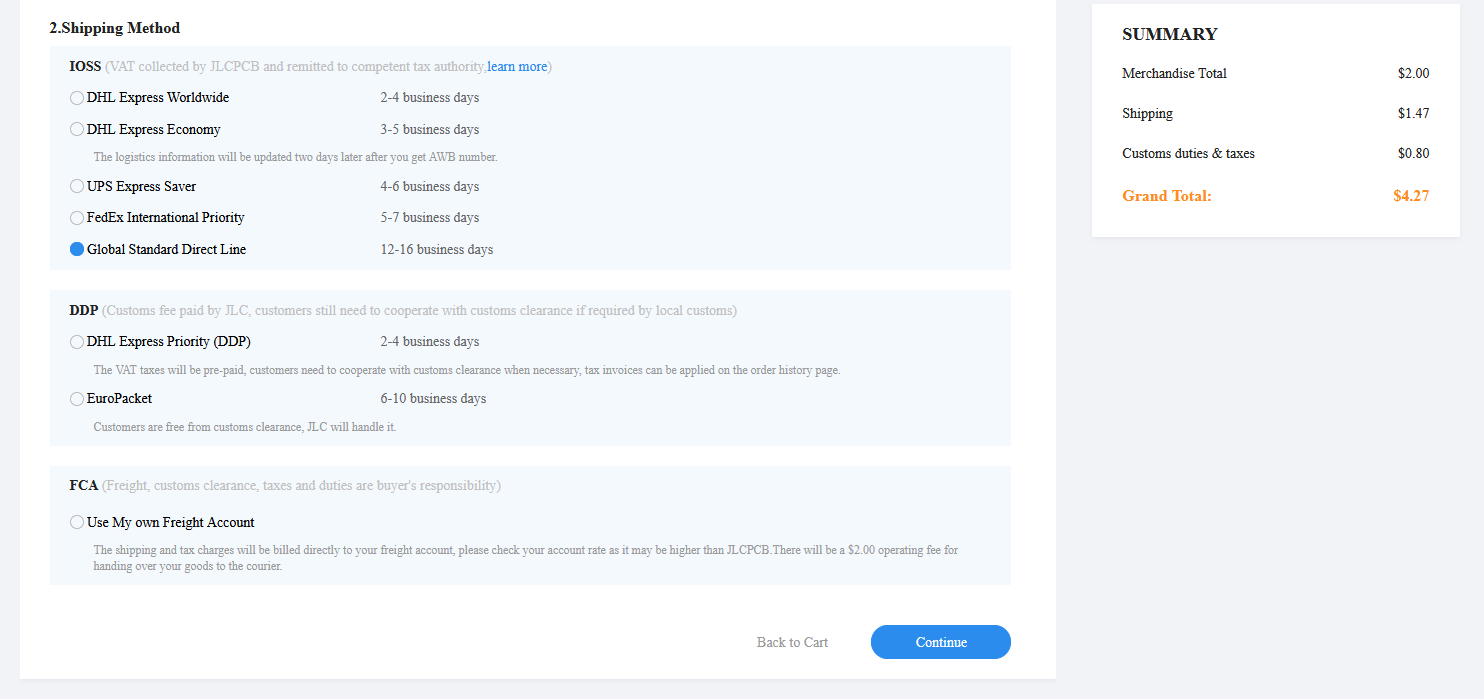 2.Shipping Method
IOSS (VAT collected by JLCPCB and remitted to competent tax authority,learn more)
DHL Express Worldwide 2-4 business days
DHL Express Economy 3-5 business days
The logistics information will be updated two days later after you get AWB number.
UPS Express Saver 4-6 business days
FedEx International Priority 5-7 business days
Global Standard Direct Line 12-16 business days
DDP (Customs fee paid by JLC, customers still need to cooperate with customs clearance if required by local customs)
DHL Express Priority (DDP) 2-4 business days
The VAT taxes will be pre-paid, customers need to cooperate with customs clearance when necessary, tax invoices can be applied on the order history page.
EuroPacket 6-10 business days
Customers are free from customs clearance, JLC will handle it.
FCA (Freight, customs clearance, taxes and duties are buyer's responsibility)
Use My own Freight Account
The shipping and tax charges will be billed directly to your freight account, please check your account rate as it may be higher than JLCPCB.There will be a $2.00 operating fee for
handing over your goods to the courier.
Back to Cart
Continue
SUMMARY
Merchandise Total $2.00
Shipping $1.47
Customs duties & taxes $0.80
Grand Total: $4.27